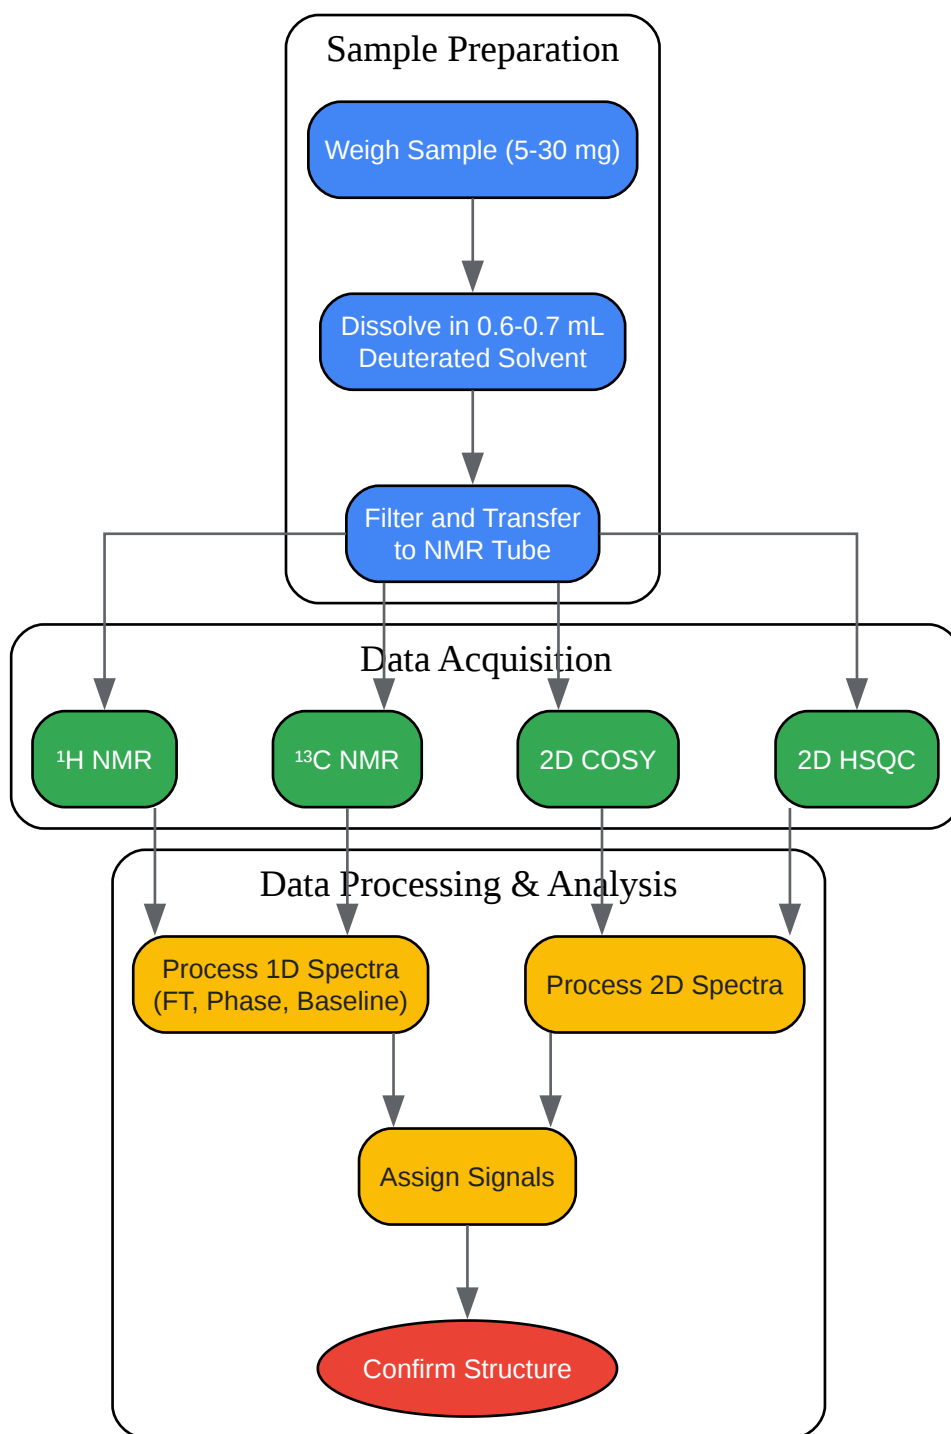 Sample Preparation
Weigh Sample (5-30 mg)
Dissolve in 0.6-0.7 mL
Deuterated Solvent
Filter and Transfer
to NMR Tube
Data Acquisition
¹H NMR
¹³C NMR
2D COSY
2D HSQC
Data Processing & Analysis
Process 1D Spectra
(FT, Phase, Baseline)
Process 2D Spectra
Assign Signals
Confirm Structure